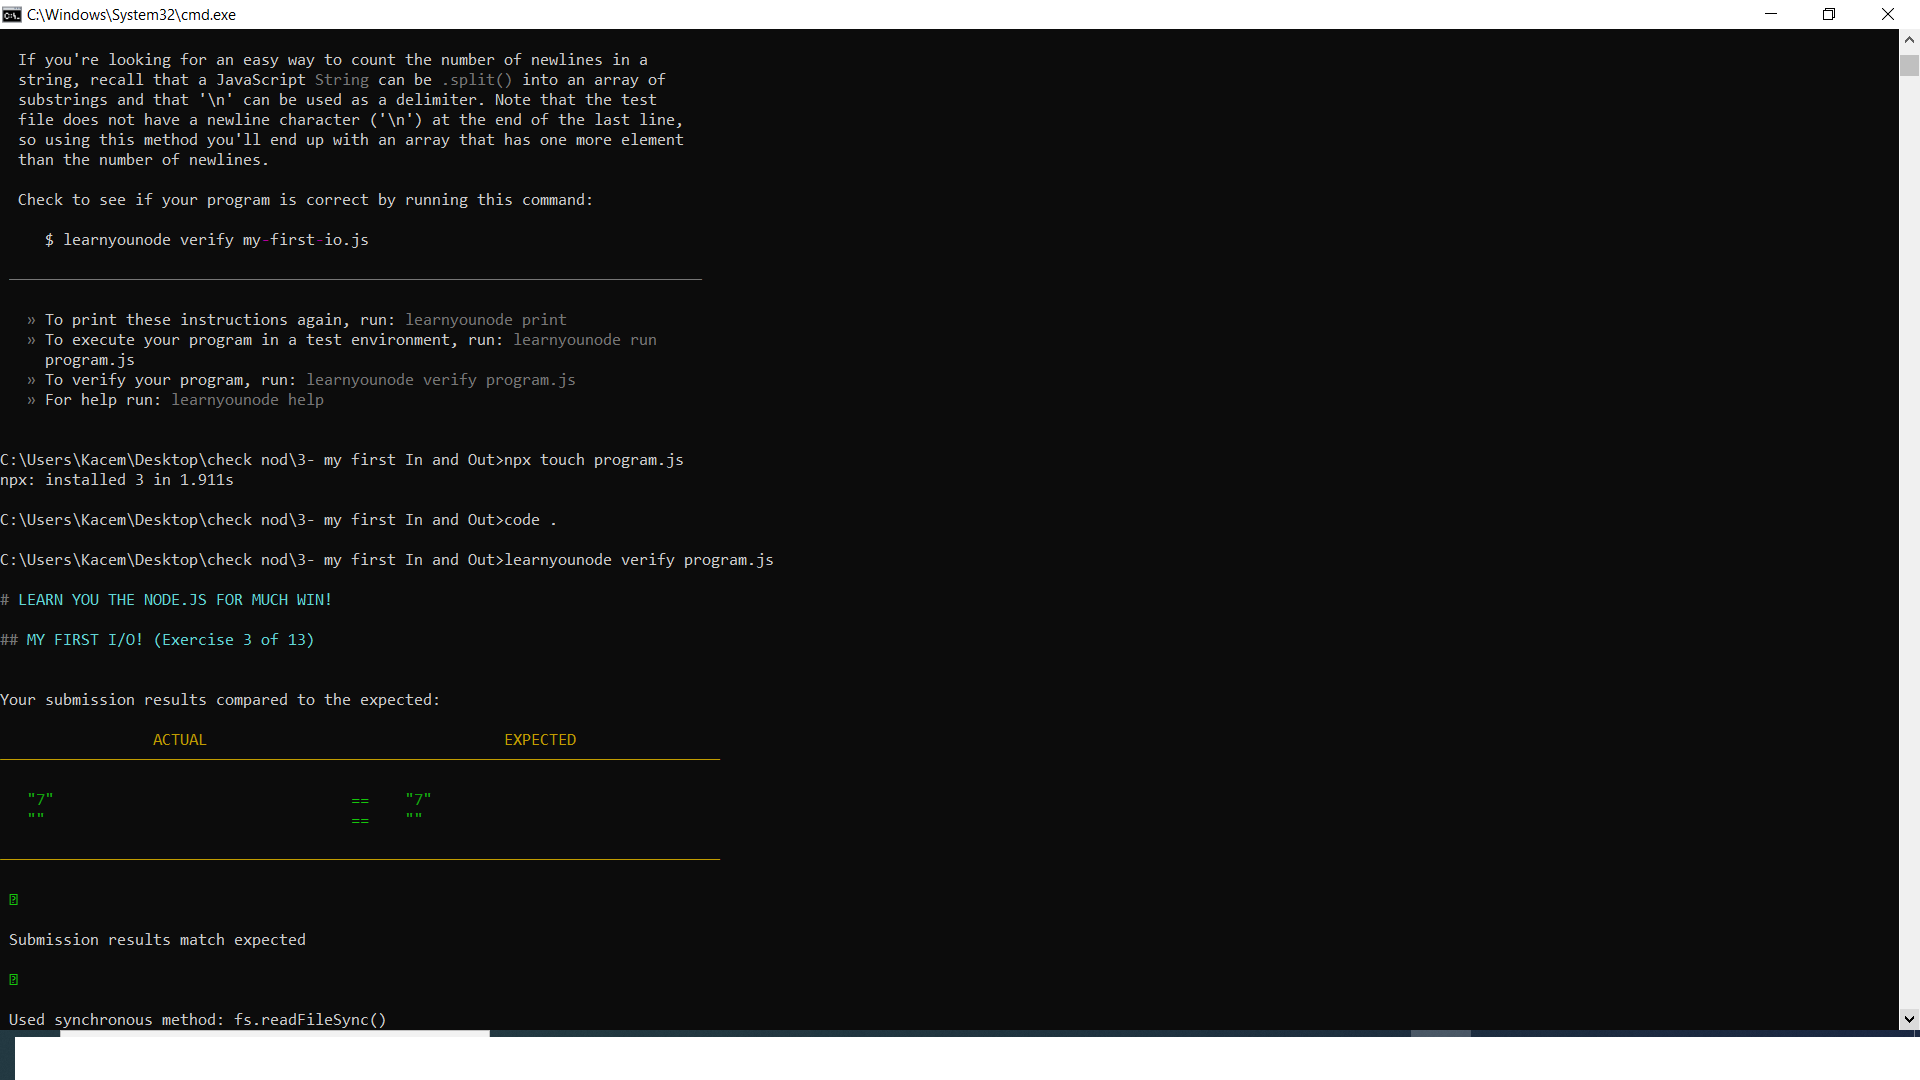 C:\Windows\System32\cmd.exe
If you're looking for an easy way to count the number of newlines in a
string, recall that a JavaScript String can be .split() into an array of
substrings and that '\n' can be used as a delimiter. Note that the test
file does not have a newline character ('\n') at the end of the last line,
so using this method you'll end up with an array that has one more element
than the number of newlines.
Check to see if your program is correct by running this command:
$ learnyounode verify my-first-io.js
» To print these instructions again, run: learnyounode print
» To execute your program in a test environment, run: learnyounode run
program.js
» To verify your program, run: learnyounode verify program.js
» For help run: learnyounode help
C:\Users\Kacem\Desktop\check nod\3- my first In and Out>npx touch program.js
npx: installed 3 in 1.911s
C:\Users\Kacem\Desktop\check nod\3- my first In and Out>code .
C:\Users\Kacem\Desktop\check nod\3- my first In and Out>learnyounode verify program.js
# LEARN YOU THE NODE.JS FOR MUCH WIN!
## MY FIRST I/O! (Exercise 3 of 13)
Your submission results compared to the expected:
ACTUAL EXPECTED
"7" == "7"
"" == ""
Submission results match expected
Used synchronous method: fs.readFileSync()